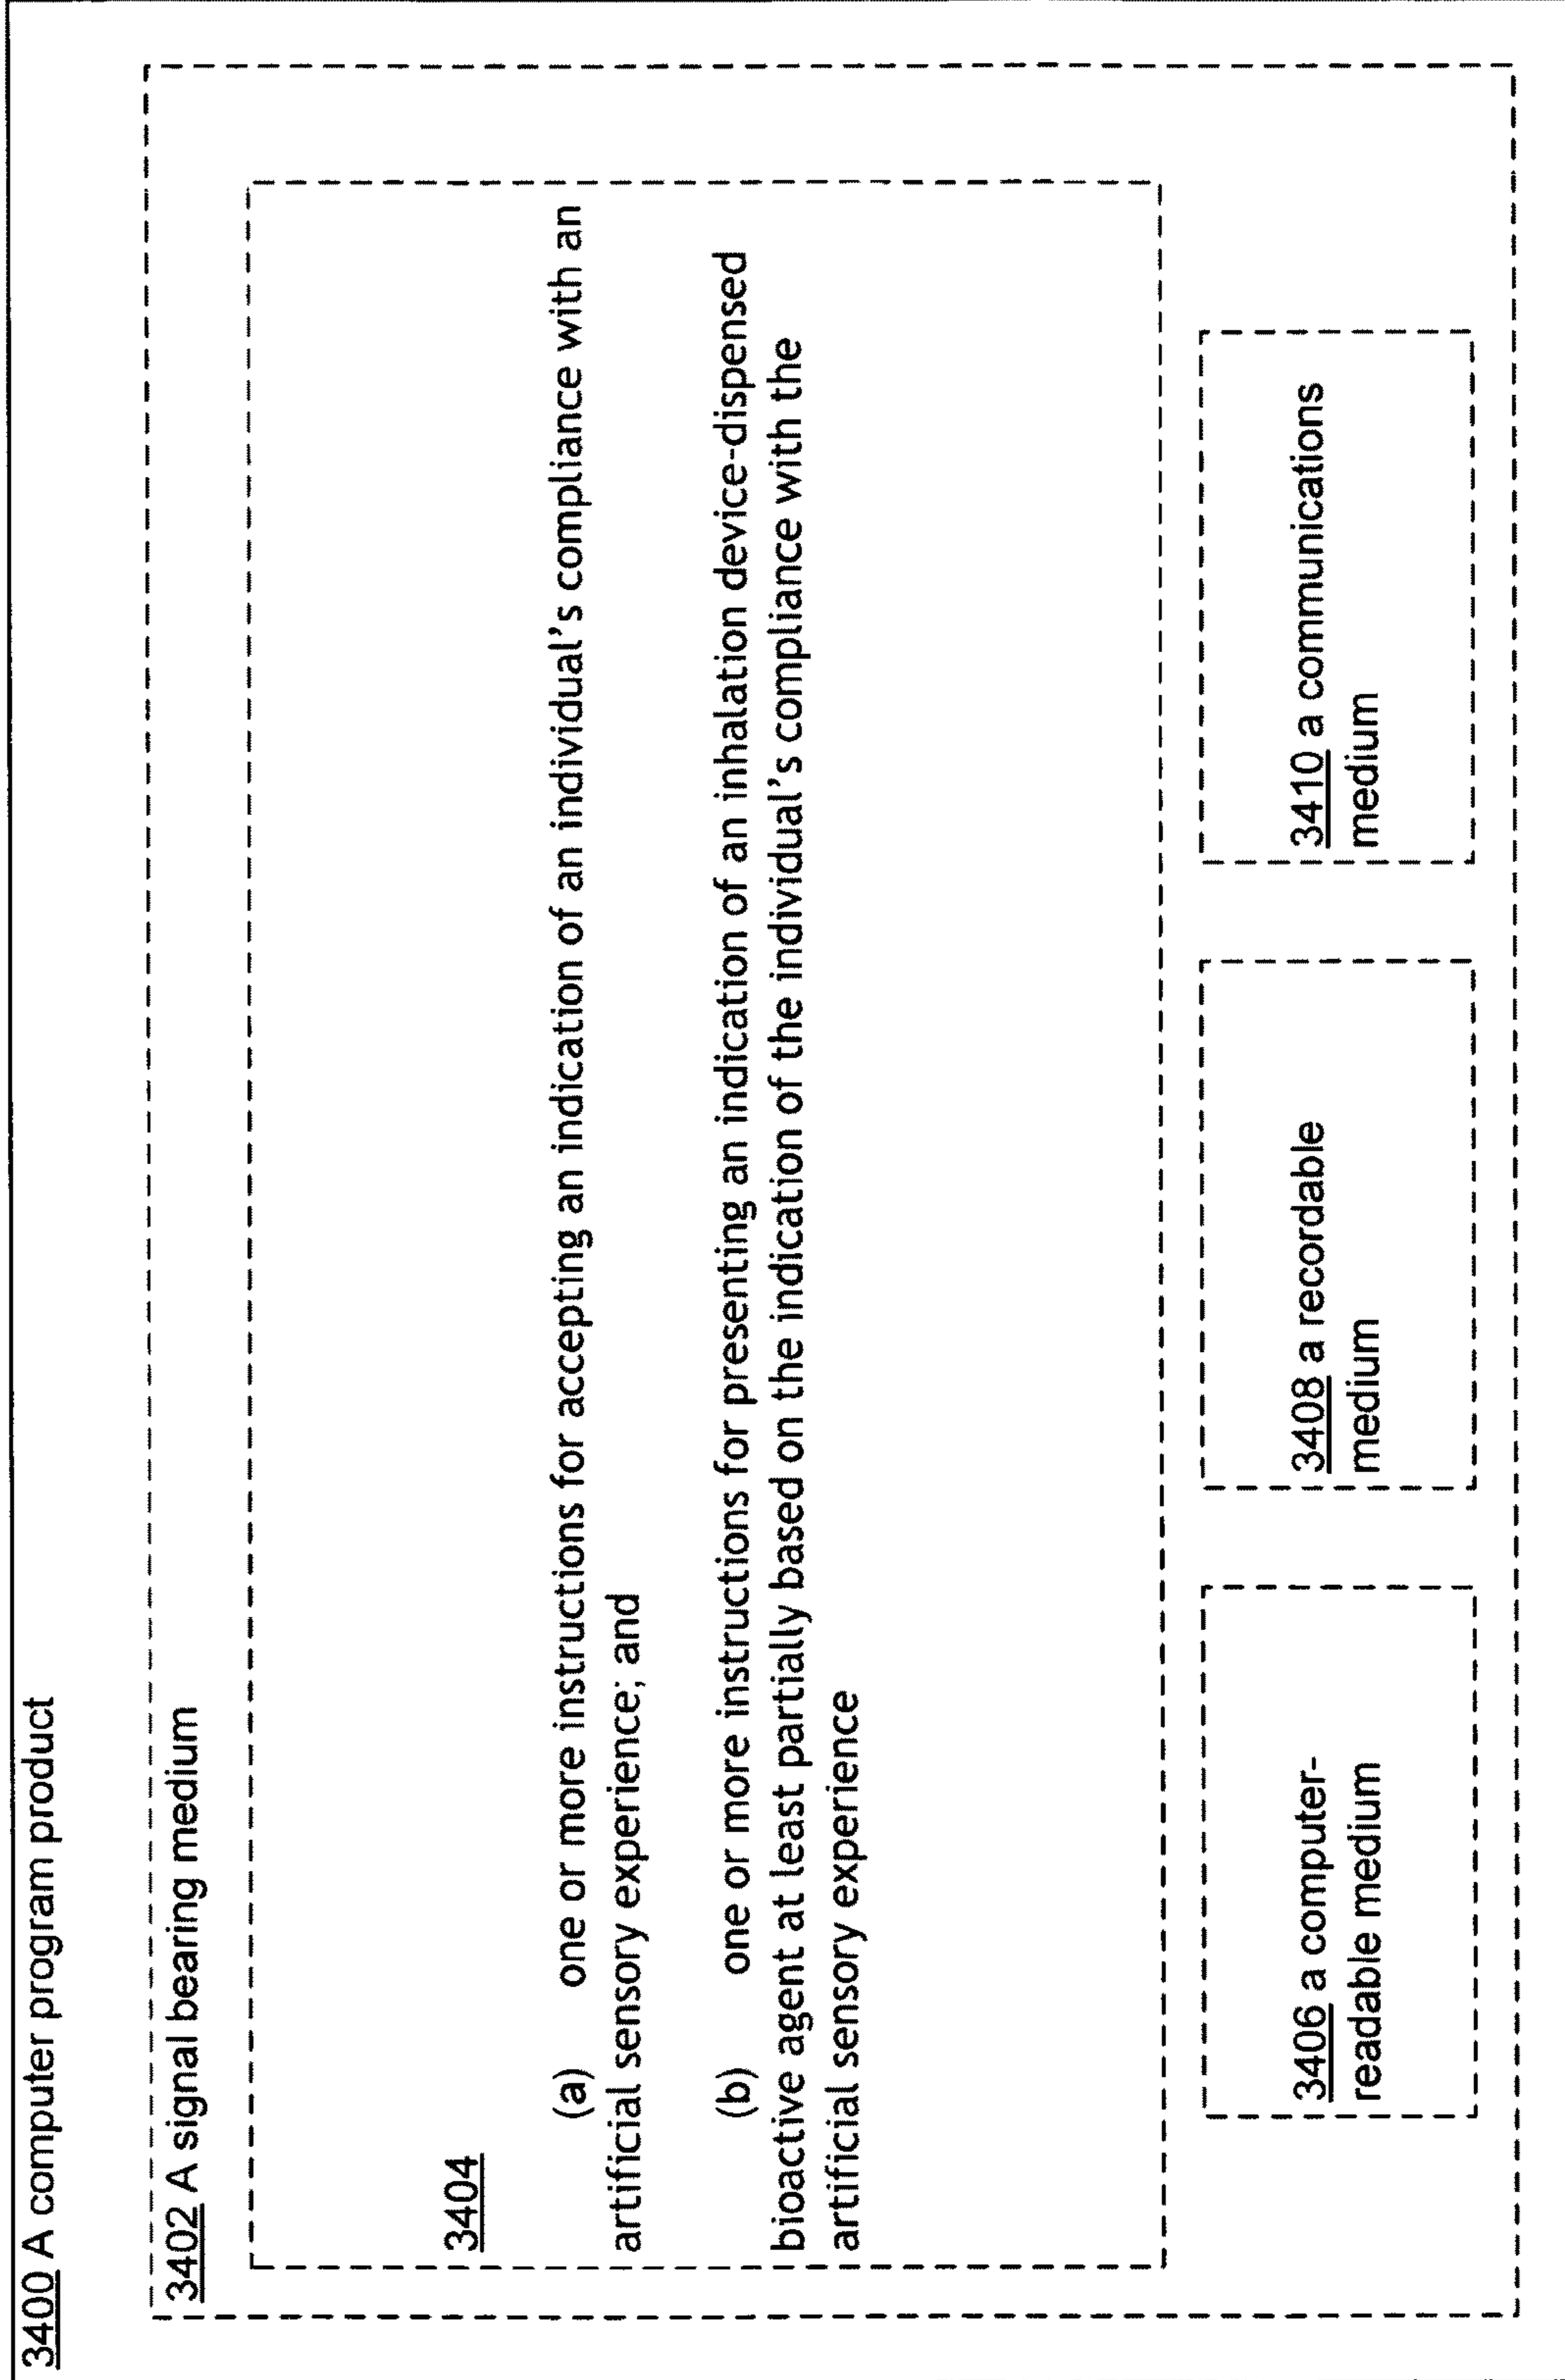 3400 A computer program product
3402 A signal bearing medium
3404
(a) one or more instructions for accepting an indication of an individual's compliance with an
artificial sensory experience; and
(b) one or more instructions for presenting an indication of an inhalation device-dispensed
bioactive agent at least partially based on the indication of the individual's compliance with the
artificial sensory experience
3406 a computer-
readable medium
3408 a recordable
medium
3410 a communications
medium